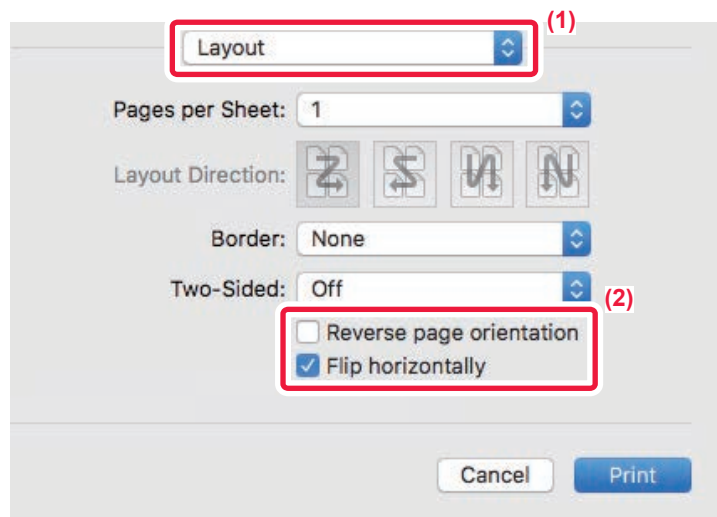 (1)
Layout
Pages per Sheet: 1
Layout Direction:
Border: None
Two-Sided: Off
(2)
Reverse page orientation
Flip horizontally
Cancel Print